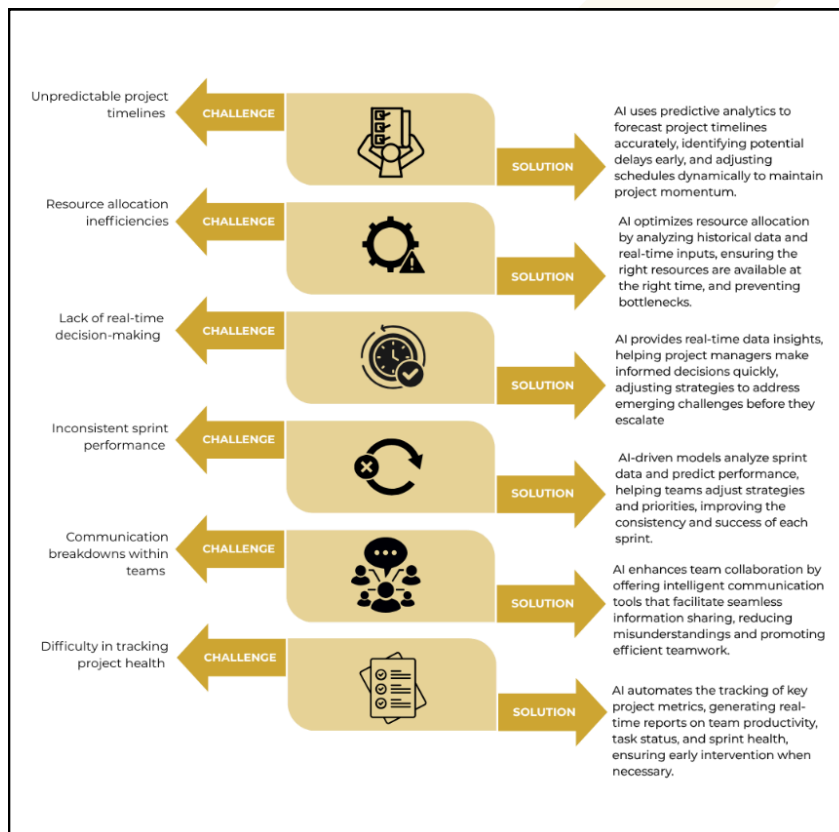 Unpredictable project
timelines
CHALLENGE
SOLUTION
AI uses predictive analytics to
forecast project timelines
accurately, identifying potential
delays early, and adjusting
schedules dynamically to maintain
project momentum.
Resource allocation
inefficiencies
CHALLENGE
SOLUTION
AI optimizes resource allocation
by analyzing historical data and
real-time inputs, ensuring the
right resources are available at
the right time, and preventing
bottlenecks.
Lack of real-time
decision-making
CHALLENGE
SOLUTION
AI provides real-time data insights,
helping project managers make
informed decisions quickly,
adjusting strategies to address
emerging challenges before they
escalate
Inconsistent sprint
performance
CHALLENGE
SOLUTION
AI-driven models analyze sprint
data and predict performance,
helping teams adjust strategies
and priorities, improving the
consistency and success of each
sprint.
Communication
breakdowns within
teams
CHALLENGE
SOLUTION
AI enhances team collaboration by
offering intelligent communication
tools that facilitate seamless
information sharing, reducing
misunderstandings and promoting
efficient teamwork.
Difficulty in tracking
project health
CHALLENGE
SOLUTION
AI automates the tracking of key
project metrics, generating real-
time reports on team productivity,
task status, and sprint health,
ensuring early intervention when
necessary.